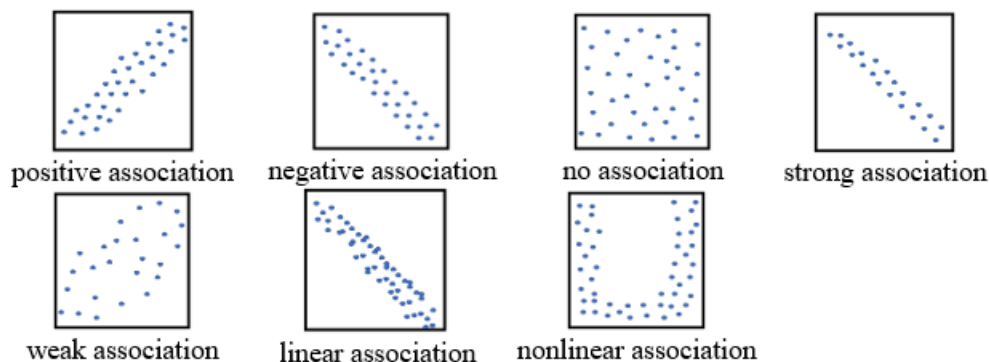 positive association
negative association
no association
strong association
weak association
linear association
nonlinear association